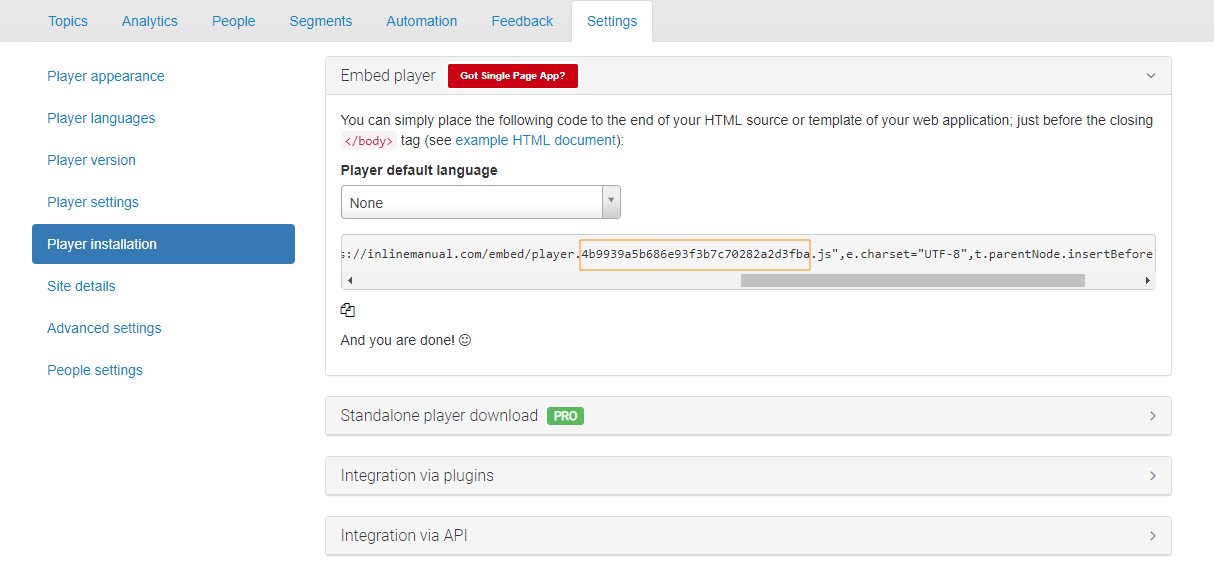 Topics Analytics People Segments Automation Feedback Settings
Player appearance
Player languages
Player version
Player settings
Player installation
Site details
Advanced settings
People settings
Embed player Got Single Page App?
You can simply place the following code to the end of your HTML source or template of your web application; just before the closing
</body> tag (see example HTML document):
Player default language
None
s://inlinemanual.com/embed/player.4b9939a5b686e93f3b7c70282a2d3fba.js",e.charset="UTF-8",t.parentNode.insertBefore
And you are done!
Standalone player download PRO
Integration via plugins
Integration via API